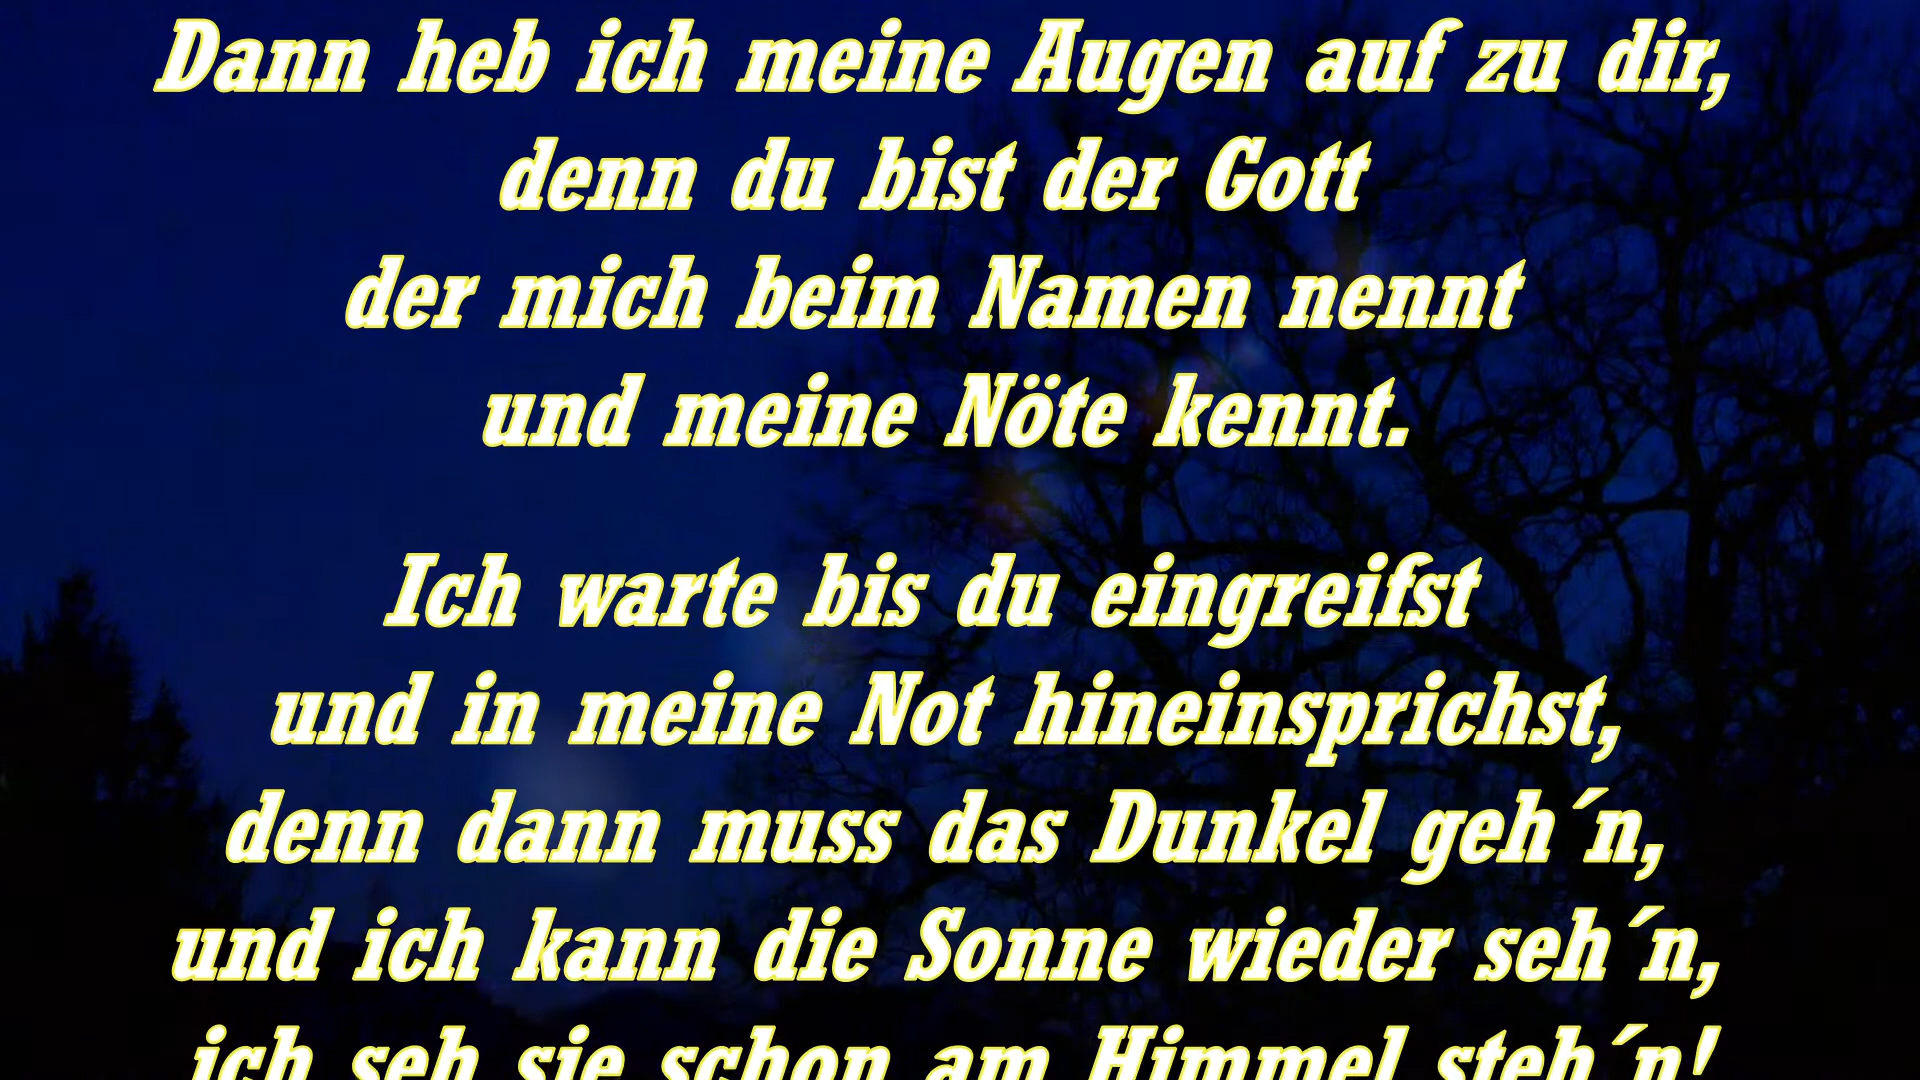 Dann heb ich meine Augen auf zu dir,
denn du bist der Gott
der mich beim Namen nennt
und meine Nöte kennt.
Ich warte bis du eingreifst
und in meine Not hineinsprichst,
denn dann muss das Dunkel geh´n,
und ich kann die Sonne wieder seh´n,
ich seh sie schon am Himmel steh´n!